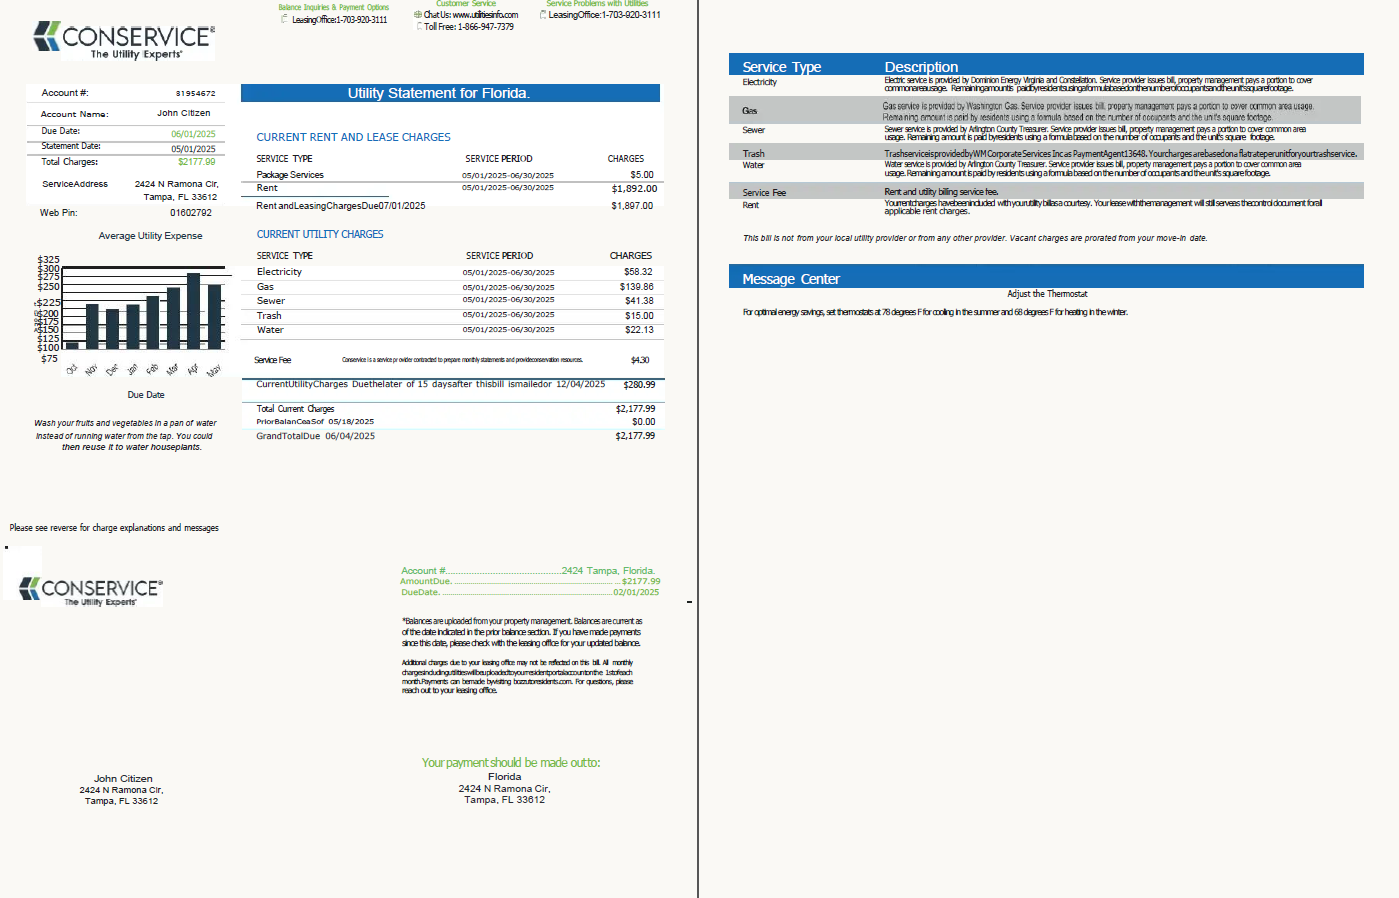 Balance Inquiries & Payment Options
LeasingOffice:1-703-920-3111
Customer Service
Chat Us: www.utilitiesinfo.com
Toll Free: 1-866-947-7379
Service Problems with Utilities
LeasingOffice:1-703-920-3111
CONSERVICE®
The Utility Experts®
Account #: 81954672
Account Name: John Citizen
Due Date: 06/01/2025
Statement Date: 05/01/2025
Total Charges: $2177.99
ServiceAddress 2424 N Ramona Cir,
Tampa, FL 33612
Web Pin: 01602792
Average Utility Expense
$325
$300
$275
$250
$225
$200
$175
$150
$125
$100
$75
Oct Nov Dec Jan Feb Mar Apr May
Due Date
Wash your fruits and vegetables in a pan of water
instead of running water from the tap. You could
then reuse it to water houseplants.
Utility Statement for Florida.
CURRENT RENT AND LEASE CHARGES
SERVICE TYPE SERVICE PERIOD CHARGES
Package Services 05/01/2025-06/30/2025 $5.00
Rent 05/01/2025-06/30/2025 $1,892.00
RentandLeasingChargesDue07/01/2025 $1,897.00
CURRENT UTILITY CHARGES
SERVICE TYPE SERVICE PERIOD CHARGES
Electricity 05/01/2025-06/30/2025 $58.32
Gas 05/01/2025-06/30/2025 $139.86
Sewer 05/01/2025-06/30/2025 $41.38
Trash 05/01/2025-06/30/2025 $15.00
Water 05/01/2025-06/30/2025 $22.13
Service Fee Conservice is a service provider contracted to prepare monthly statements and provideconservation resources. $4.30
CurrentUtilityCharges Duethelater of 15 daysafter thisbill ismailedor 12/04/2025 $280.99
Total Current Charges $2,177.99
PriorBalanCeaSof 05/18/2025 $0.00
GrandTotalDue 06/04/2025 $2,177.99
Please see reverse for charge explanations and messages
CONSERVICE®
The Utility Experts®
Account #.............2424 Tampa, Florida.
AmountDue. ............. $2177.99
DueDate. .............02/01/2025
*Balances are uploaded from your property management. Balances are current as
of the date indicated in the prior balance section. If you have made payments
since this date, please check with the leasing office for your updated balance.
Additional charges due to your leasing office may not be reflected on this bill. All monthly
chargesincludingutilitieswillbeuploadedtoyourresidentportalaccountonthe 1stofeach
month.Payments can bemade byvisiting bozzutoresidents.com. For questions, please
reach out to your leasing office.
John Citizen
2424 N Ramona Cir,
Tampa, FL 33612
Your payment should be made outto:
Florida
2424 N Ramona Cir,
Tampa, FL 33612
Service Type Description
Electricity Electric service is provided by Dominion Energy Virginia and Constellation. Service provider issues bill, property management pays a portion to cover
commonareausage. Remainingamountis paidbyresidentsusingaformulabasedonthenumberofoccupantsandtheunit'ssquarefootage.
Gas Gas service is provided by Washington Gas. Service provider issues bill, property management pays a portion to cover common area usage.
Remaining amount is paid by residents using a formula based on the number of occupants and the unit's square footage.
Sewer Sewer service is provided by Arlington County Treasurer. Service provider issues bill, property management pays a portion to cover common area
usage. Remaining amount is paid byresidents using a formulabased on the number of occupants and the unit's square footage.
Trash TrashserviceisprovidedbyWMCorporateServices Incas PaymentAgent13648. Yourcharges arebasedona flatrateperunitforyourtrashservice.
Water Water service is provided by Arlington County Treasurer. Service provider issues bill, property management pays a portion to cover common area
usage. Remaining amount is paid by residents using a formula based on the number of occupants and the unit's square footage.
Service Fee Rent and utility billing service fee.
Rent Yourrentcharges havebeenincluded withyourutility billas a courtesy. Your lease withthemanagement will still serveas thecontrol document forall
applicable rent charges.
This bill is not from your local utility provider or from any other provider. Vacant charges are prorated from your move-in date.
Message Center
Adjust the Thermostat
For optimal energy savings, set thermostats at 78 degrees F for cooling in the summer and 68 degrees F for heating in the winter.